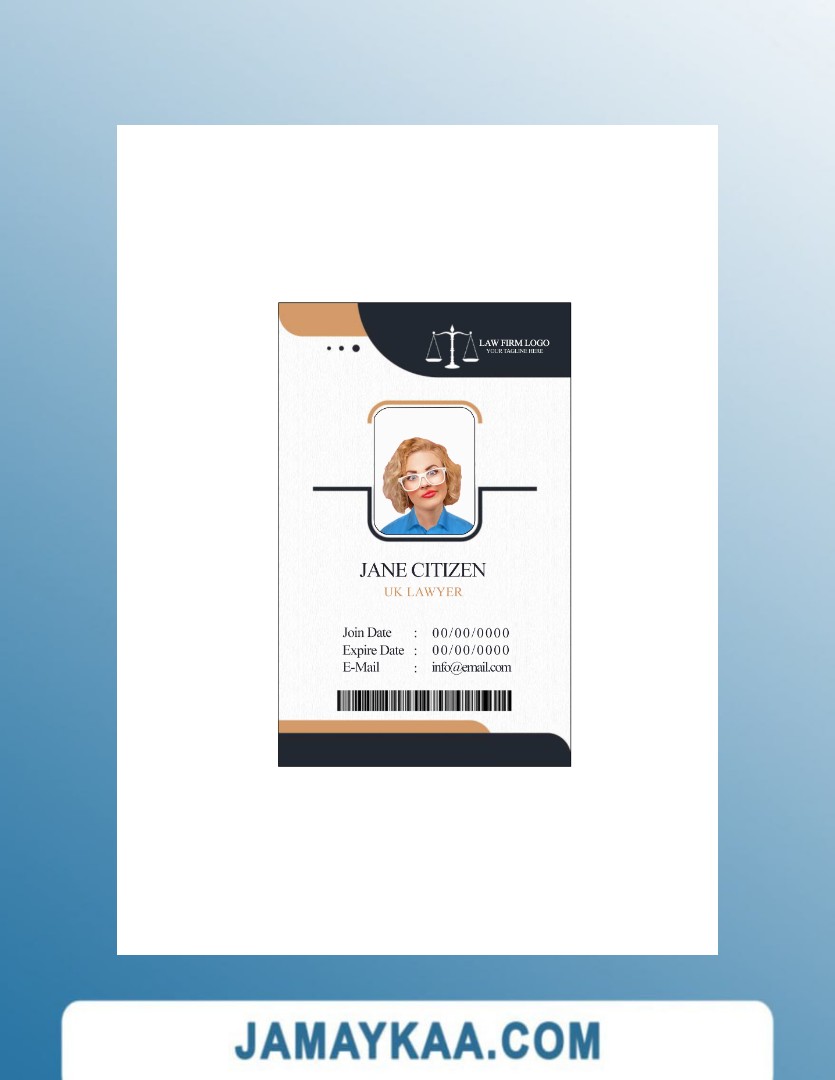 LAW FIRM LOGO
YOUR TAGLINE HERE
JANE CITIZEN
UK LAWYER
Join Date : 00/00/0000
Expire Date : 00/00/0000
E-Mail : info@email.com
JAMAYKAA.COM